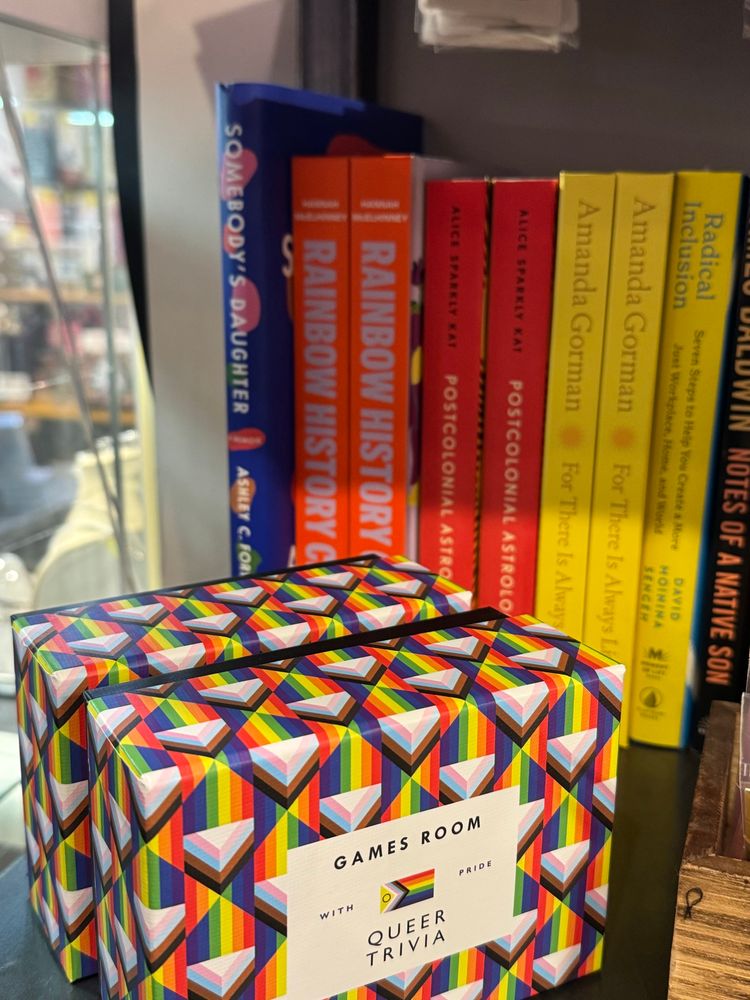 SOMEBODY'S DAUGHTER
ASHLEY C. FOR
HANNAH
McELHINNEY
RAINBOW HISTORY C
HANNAH
McELHINNEY
RAINBOW HISTORY
ALICE SPARKLY KAT
POSTCOLONIAL ASTRO
ALICE SPARKLY KAT
POSTCOLONIAL ASTROLO
Amanda Gorman
For There Is Always
Amanda Gorman
For There Is Always Li
Radical
Inclusion
Seven Steps to Help You Create a More
Just Workplace, Home, and World
DAVID
MOININA
SENGEH
BALDWIN
NOTES OF A NATIVE SON
GAMES ROOM
WITH
PRIDE
QUEER
TRIVIA